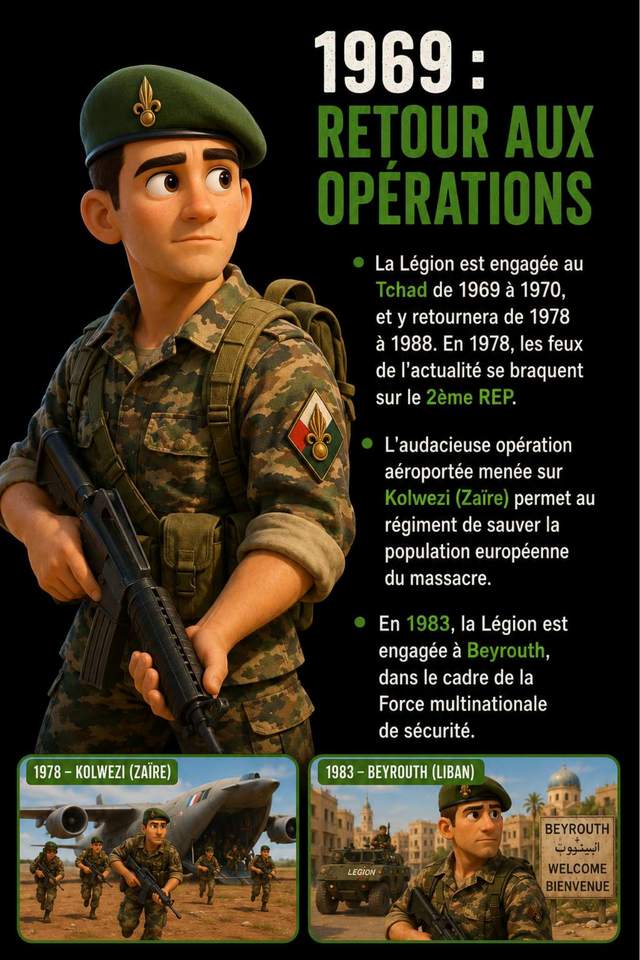 1969 :
RETOUR AUX
OPÉRATIONS
La Légion est engagée au
Tchad de 1969 à 1970,
et y retournera de 1978
à 1988. En 1978, les feux
de l'actualité se braquent
sur le 2ème REP.
L'audacieuse opération
aéroportée menée sur
Kolwezi (Zaïre) permet au
régiment de sauver la
population européenne
du massacre.
En 1983, la Légion est
engagée à Beyrouth,
dans le cadre de la
Force multinationale
de sécurité.
1978 – KOLWEZI (ZAÏRE)
1983 – BEYROUTH (LIBAN)
LEGION
BEYROUTH
WELCOME
BIENVENUE